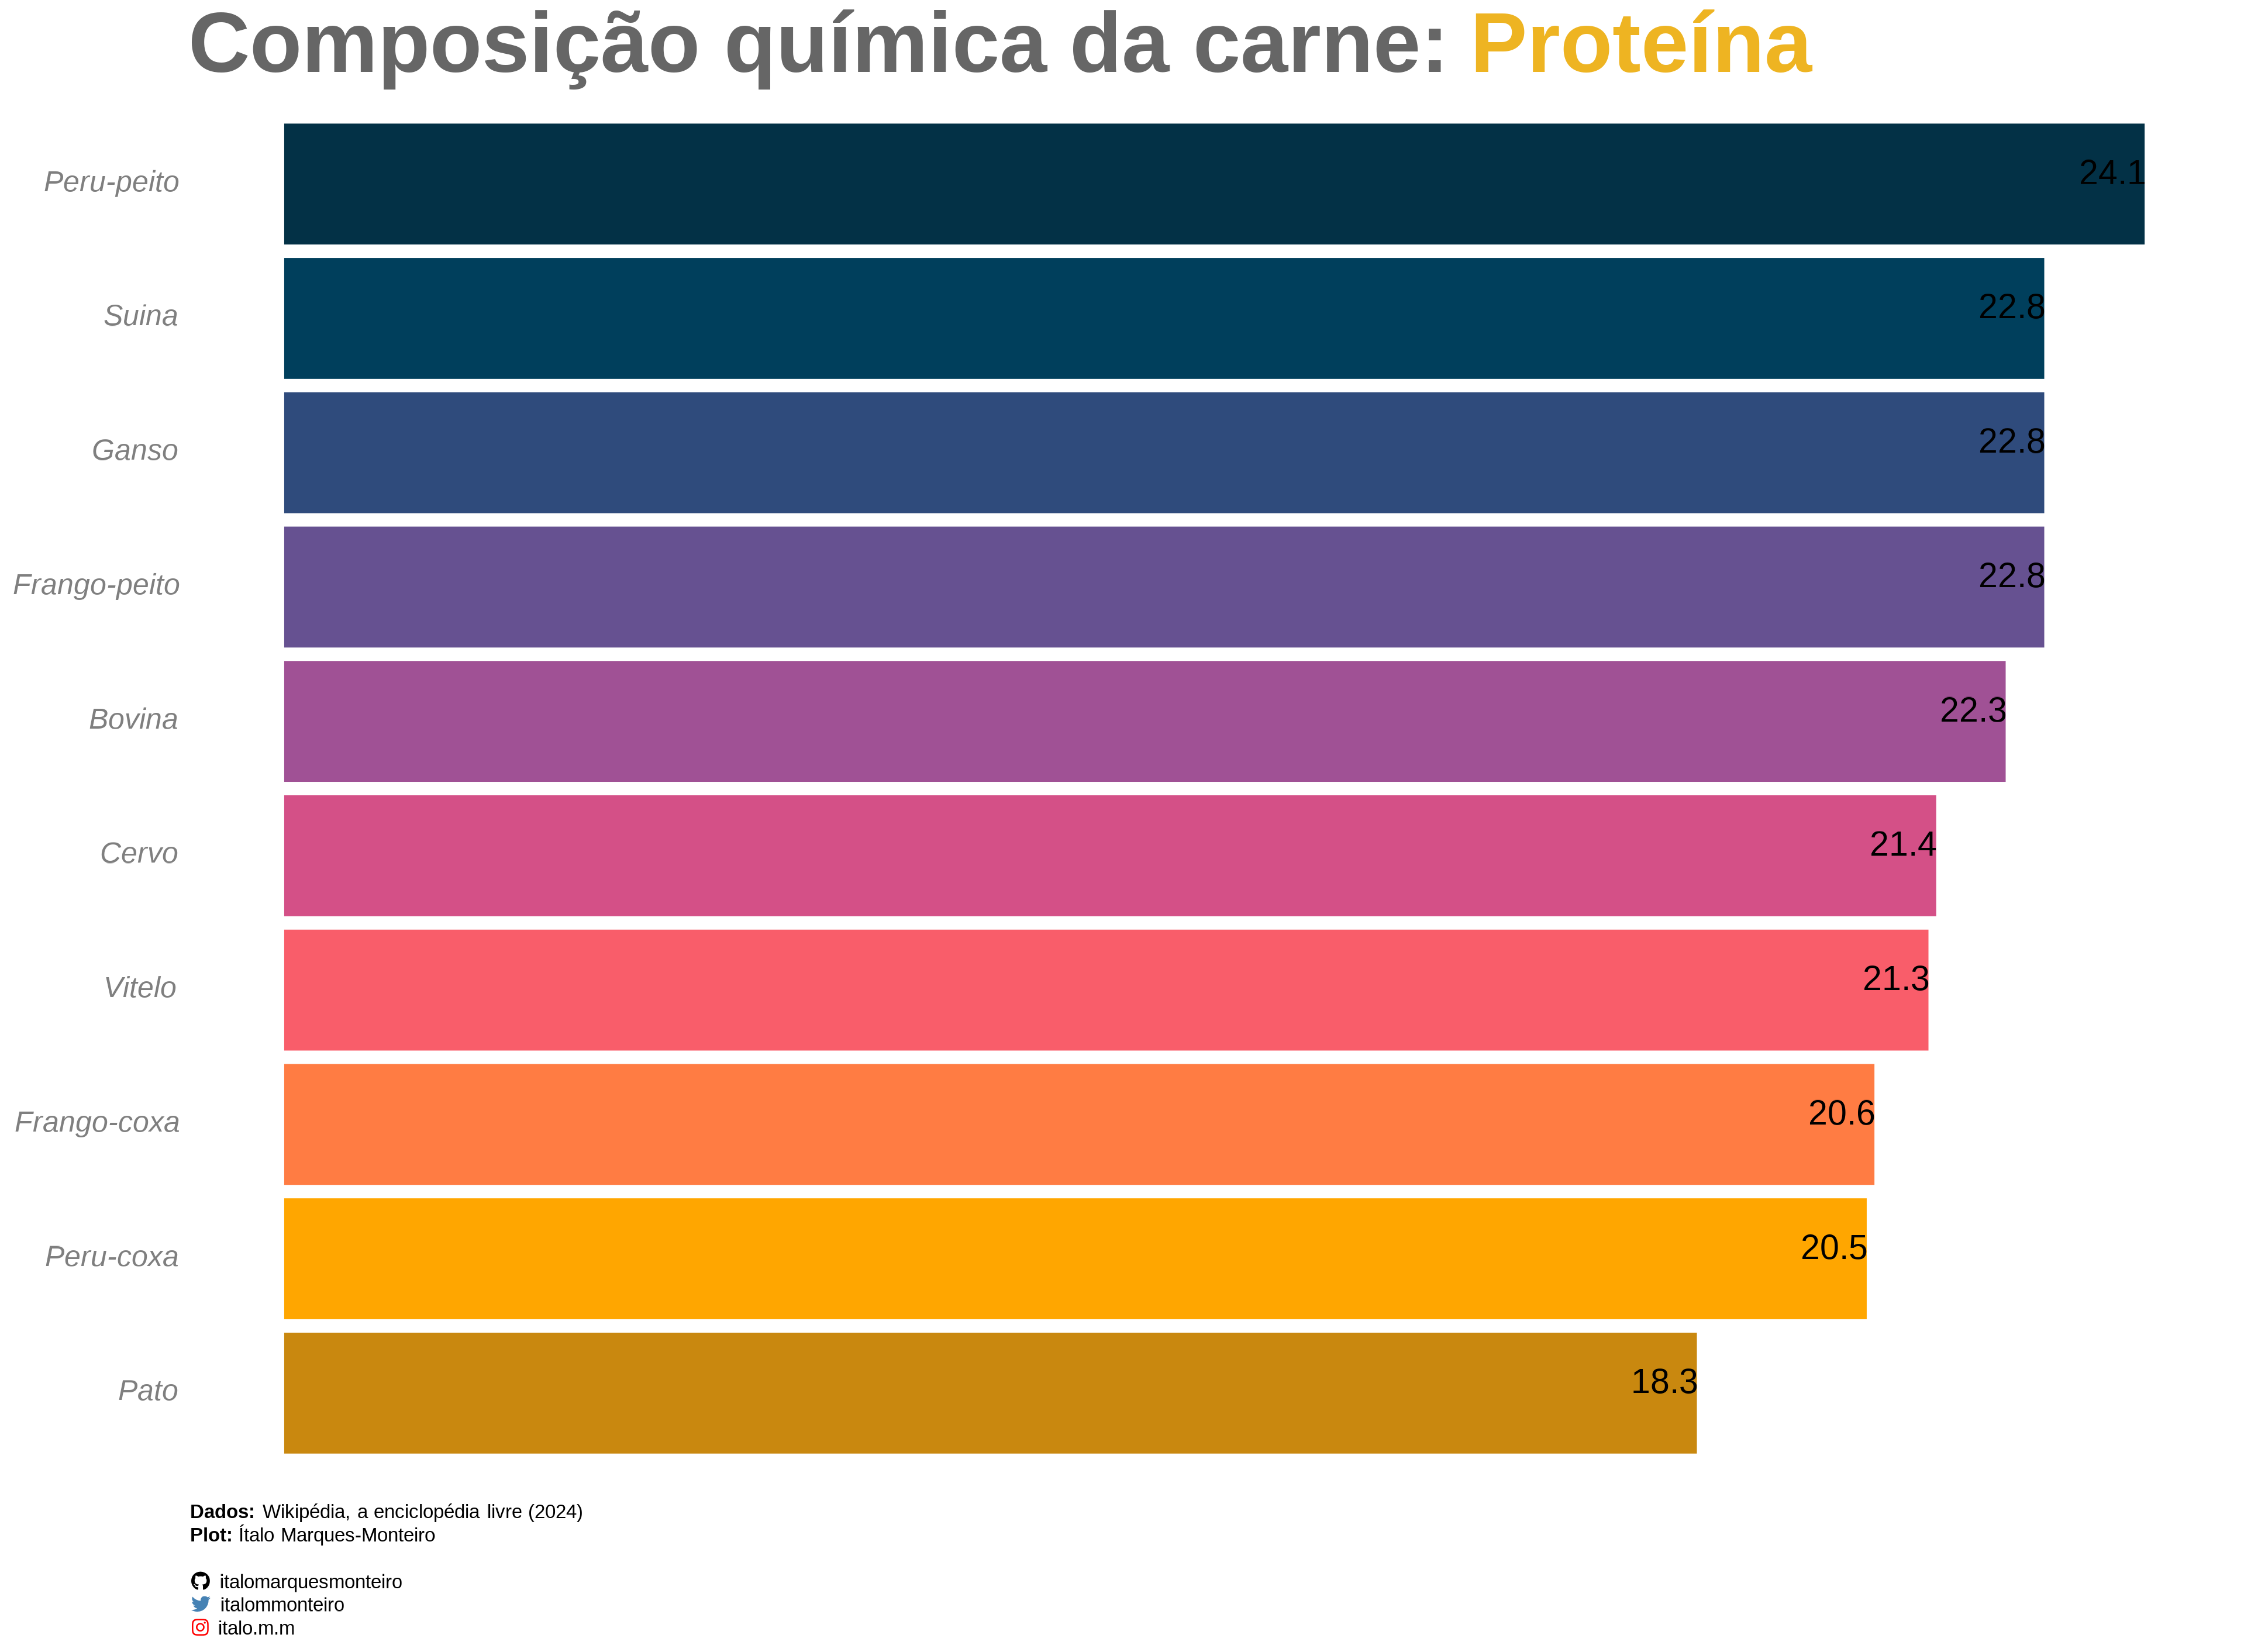 Composição química da carne: Proteína
Peru-peito 24.1
Suina 22.8
Ganso 22.8
Frango-peito 22.8
Bovina 22.3
Cervo 21.4
Vitelo 21.3
Frango-coxa 20.6
Peru-coxa 20.5
Pato 18.3
Dados: Wikipédia, a enciclopédia livre (2024)
Plot: Ítalo Marques-Monteiro
italomarquesmonteiro
italommonteiro
italo.m.m